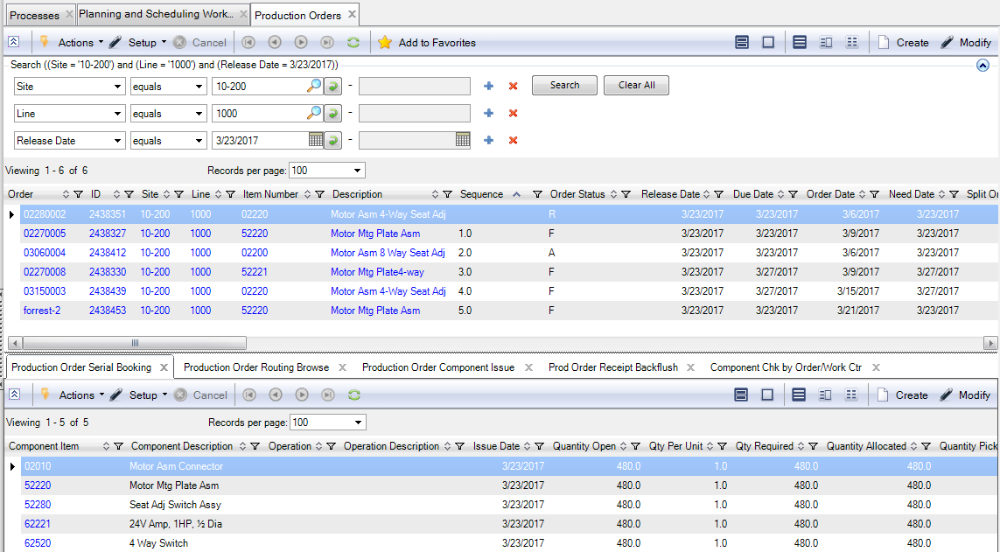 Processes Planning and Scheduling Work... Production Orders
Actions Setup Cancel Add to Favorites Create Modify
Search ((Site = '10-200') and (Line = '1000') and (Release Date = 3/23/2017))
Site equals 10-200 - Search Clear All
Line equals 1000 -
Release Date equals 3/23/2017 -
Viewing 1 - 6 of 6 Records per page: 100
Order ID Site Line Item Number Description Sequence Order Status Release Date Due Date Order Date Need Date Split Or
02280002 2438351 10-200 1000 02220 Motor Asm 4-Way Seat Adj R 3/23/2017 3/23/2017 3/6/2017 3/23/2017
02270005 2438327 10-200 1000 52220 Motor Mtg Plate Asm 1.0 F 3/23/2017 3/23/2017 3/9/2017 3/23/2017
03060004 2438412 10-200 1000 02200 Motor Asm 8 Way Seat Adj 2.0 A 3/23/2017 3/23/2017 3/6/2017 3/23/2017
02270008 2438330 10-200 1000 52221 Motor Mtg Plate4-way 3.0 F 3/23/2017 3/27/2017 3/9/2017 3/27/2017
03150003 2438439 10-200 1000 02220 Motor Asm 4-Way Seat Adj 4.0 F 3/23/2017 3/27/2017 3/15/2017 3/27/2017
forrest-2 2438453 10-200 1000 52220 Motor Mtg Plate Asm 5.0 F 3/23/2017 3/23/2017 3/21/2017 3/23/2017
Production Order Serial Booking Production Order Routing Browse Production Order Component Issue Prod Order Receipt Backflush Component Chk by Order/Work Ctr
Actions Setup Cancel Create Modify
Viewing 1 - 5 of 5 Records per page: 100
Component Item Component Description Operation Operation Description Issue Date Quantity Open Qty Per Unit Qty Required Quantity Allocated Quantity Pick
02010 Motor Asm Connector 3/23/2017 480.0 1.0 480.0 480.0
52220 Motor Mtg Plate Asm 3/23/2017 480.0 1.0 480.0 480.0
52280 Seat Adj Switch Assy 3/23/2017 480.0 1.0 480.0 480.0
62221 24V Amp, 1HP, ½ Dia 3/23/2017 480.0 1.0 480.0 480.0
62520 4 Way Switch 3/23/2017 480.0 1.0 480.0 480.0